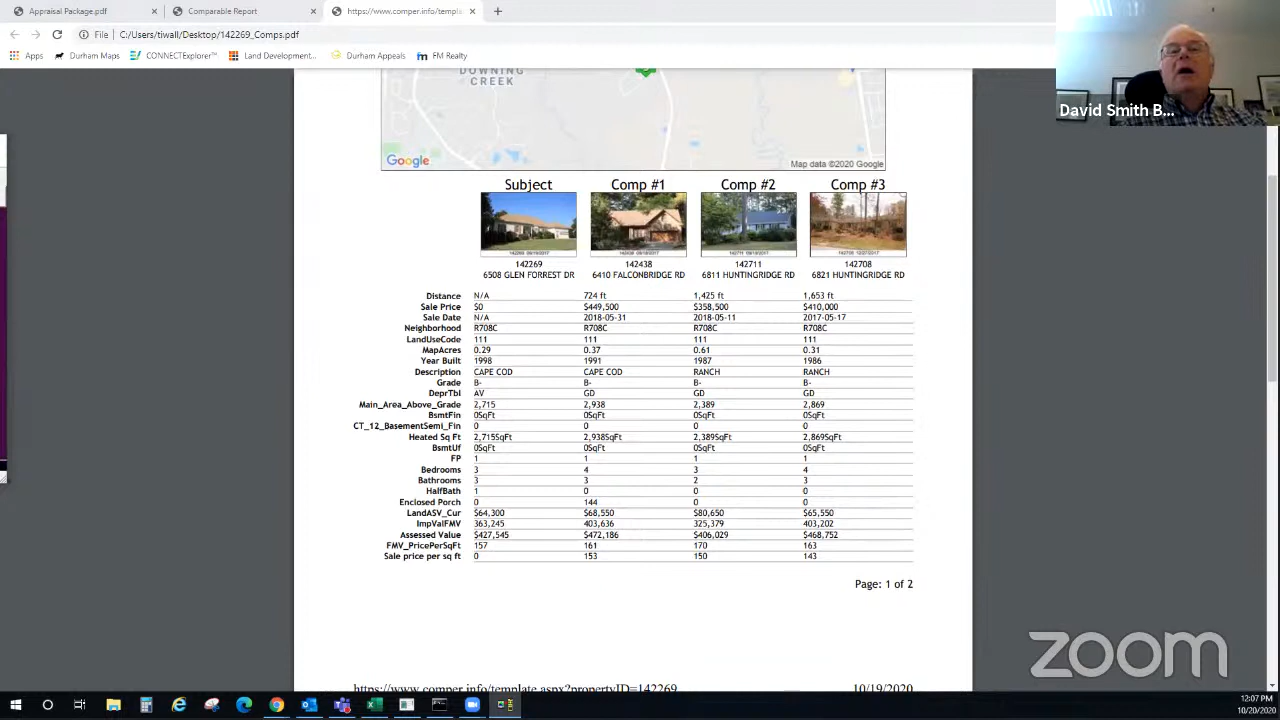 Appraisal Package.pdf
Comparable Report
https://www.comper.info/templ
File | C:/Users/tiwall/Desktop/142269_Comps.pdf
Apps Durham Maps CONNECTExplorer™ Land Development... Durham Appeals FM Realty
David Smith B...
DOWNING
CREEK
Google
Map data ©2020 Google
Subject Comp #1 Comp #2 Comp #3
142269 142438 142711 142708
6508 GLEN FORREST DR 6410 FALCONBRIDGE RD 6811 HUNTINGRIDGE RD 6821 HUNTINGRIDGE RD
Distance N/A 724 ft 1,425 ft 1,653 ft
Sale Price $0 $449,500 $358,500 $410,000
Sale Date N/A 2018-05-31 2018-05-11 2017-05-17
Neighborhood R708C R708C R708C R708C
LandUseCode 111 111 111 111
MapAcres 0.29 0.37 0.61 0.31
Year Built 1998 1991 1987 1986
Description CAPE COD CAPE COD RANCH RANCH
Grade B- B- B- B-
DeprTbl AV GD GD GD
Main_Area_Above_Grade 2,715 2,938 2,389 2,869
BsmtFin 0SqFt 0SqFt 0SqFt 0SqFt
CT_12_BasementSemi_Fin 0 0 0 0
Heated Sq Ft 2,715SqFt 2,938SqFt 2,389SqFt 2,869SqFt
BsmtUf 0SqFt 0SqFt 0SqFt 0SqFt
FP 1 1 1 1
Bedrooms 3 4 3 4
Bathrooms 3 3 2 3
HalfBath 1 0 0 0
Enclosed Porch 0 144 0 0
LandASV_Cur $64,300 $68,550 $80,650 $65,550
ImpValFMV 363,245 403,636 325,379 403,202
Assessed Value $427,545 $472,186 $406,029 $468,752
FMV_PricePerSqFt 157 161 170 163
Sale price per sq ft 0 153 150 143
Page: 1 of 2
zoom
https://www.comper.info/template.aspx?propertyID=142269 10/19/2020
12:07 PM
10/20/2020